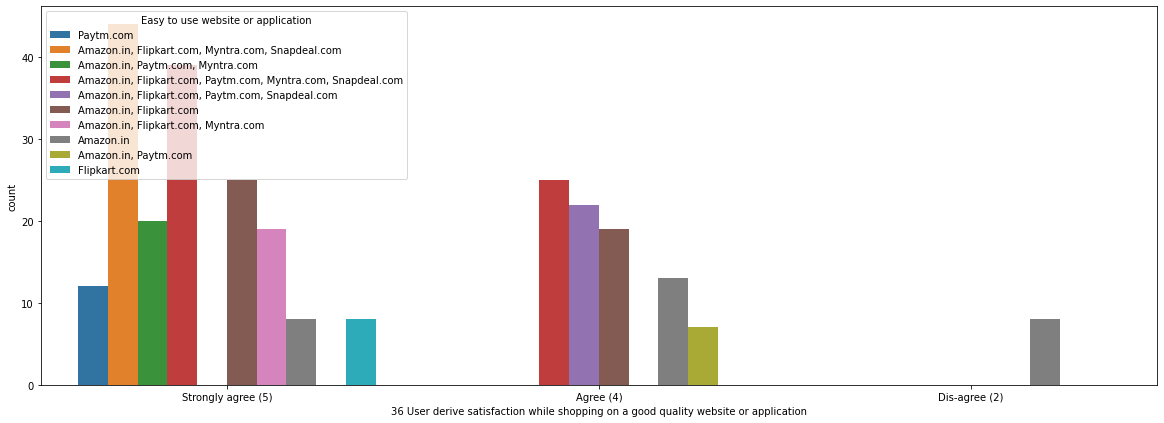 Easy to use website or application
Paytm.com
Amazon.in, Flipkart.com, Myntra.com, Snapdeal.com
Amazon.in, Paytm.com, Myntra.com
Amazon.in, Flipkart.com, Paytm.com, Myntra.com, Snapdeal.com
Amazon.in, Flipkart.com, Paytm.com, Snapdeal.com
Amazon.in, Flipkart.com
Amazon.in, Flipkart.com, Myntra.com
Amazon.in
Amazon.in, Paytm.com
Flipkart.com
40
30
20
10
0
count
Strongly agree (5)
Agree (4)
Dis-agree (2)
36 User derive satisfaction while shopping on a good quality website or application